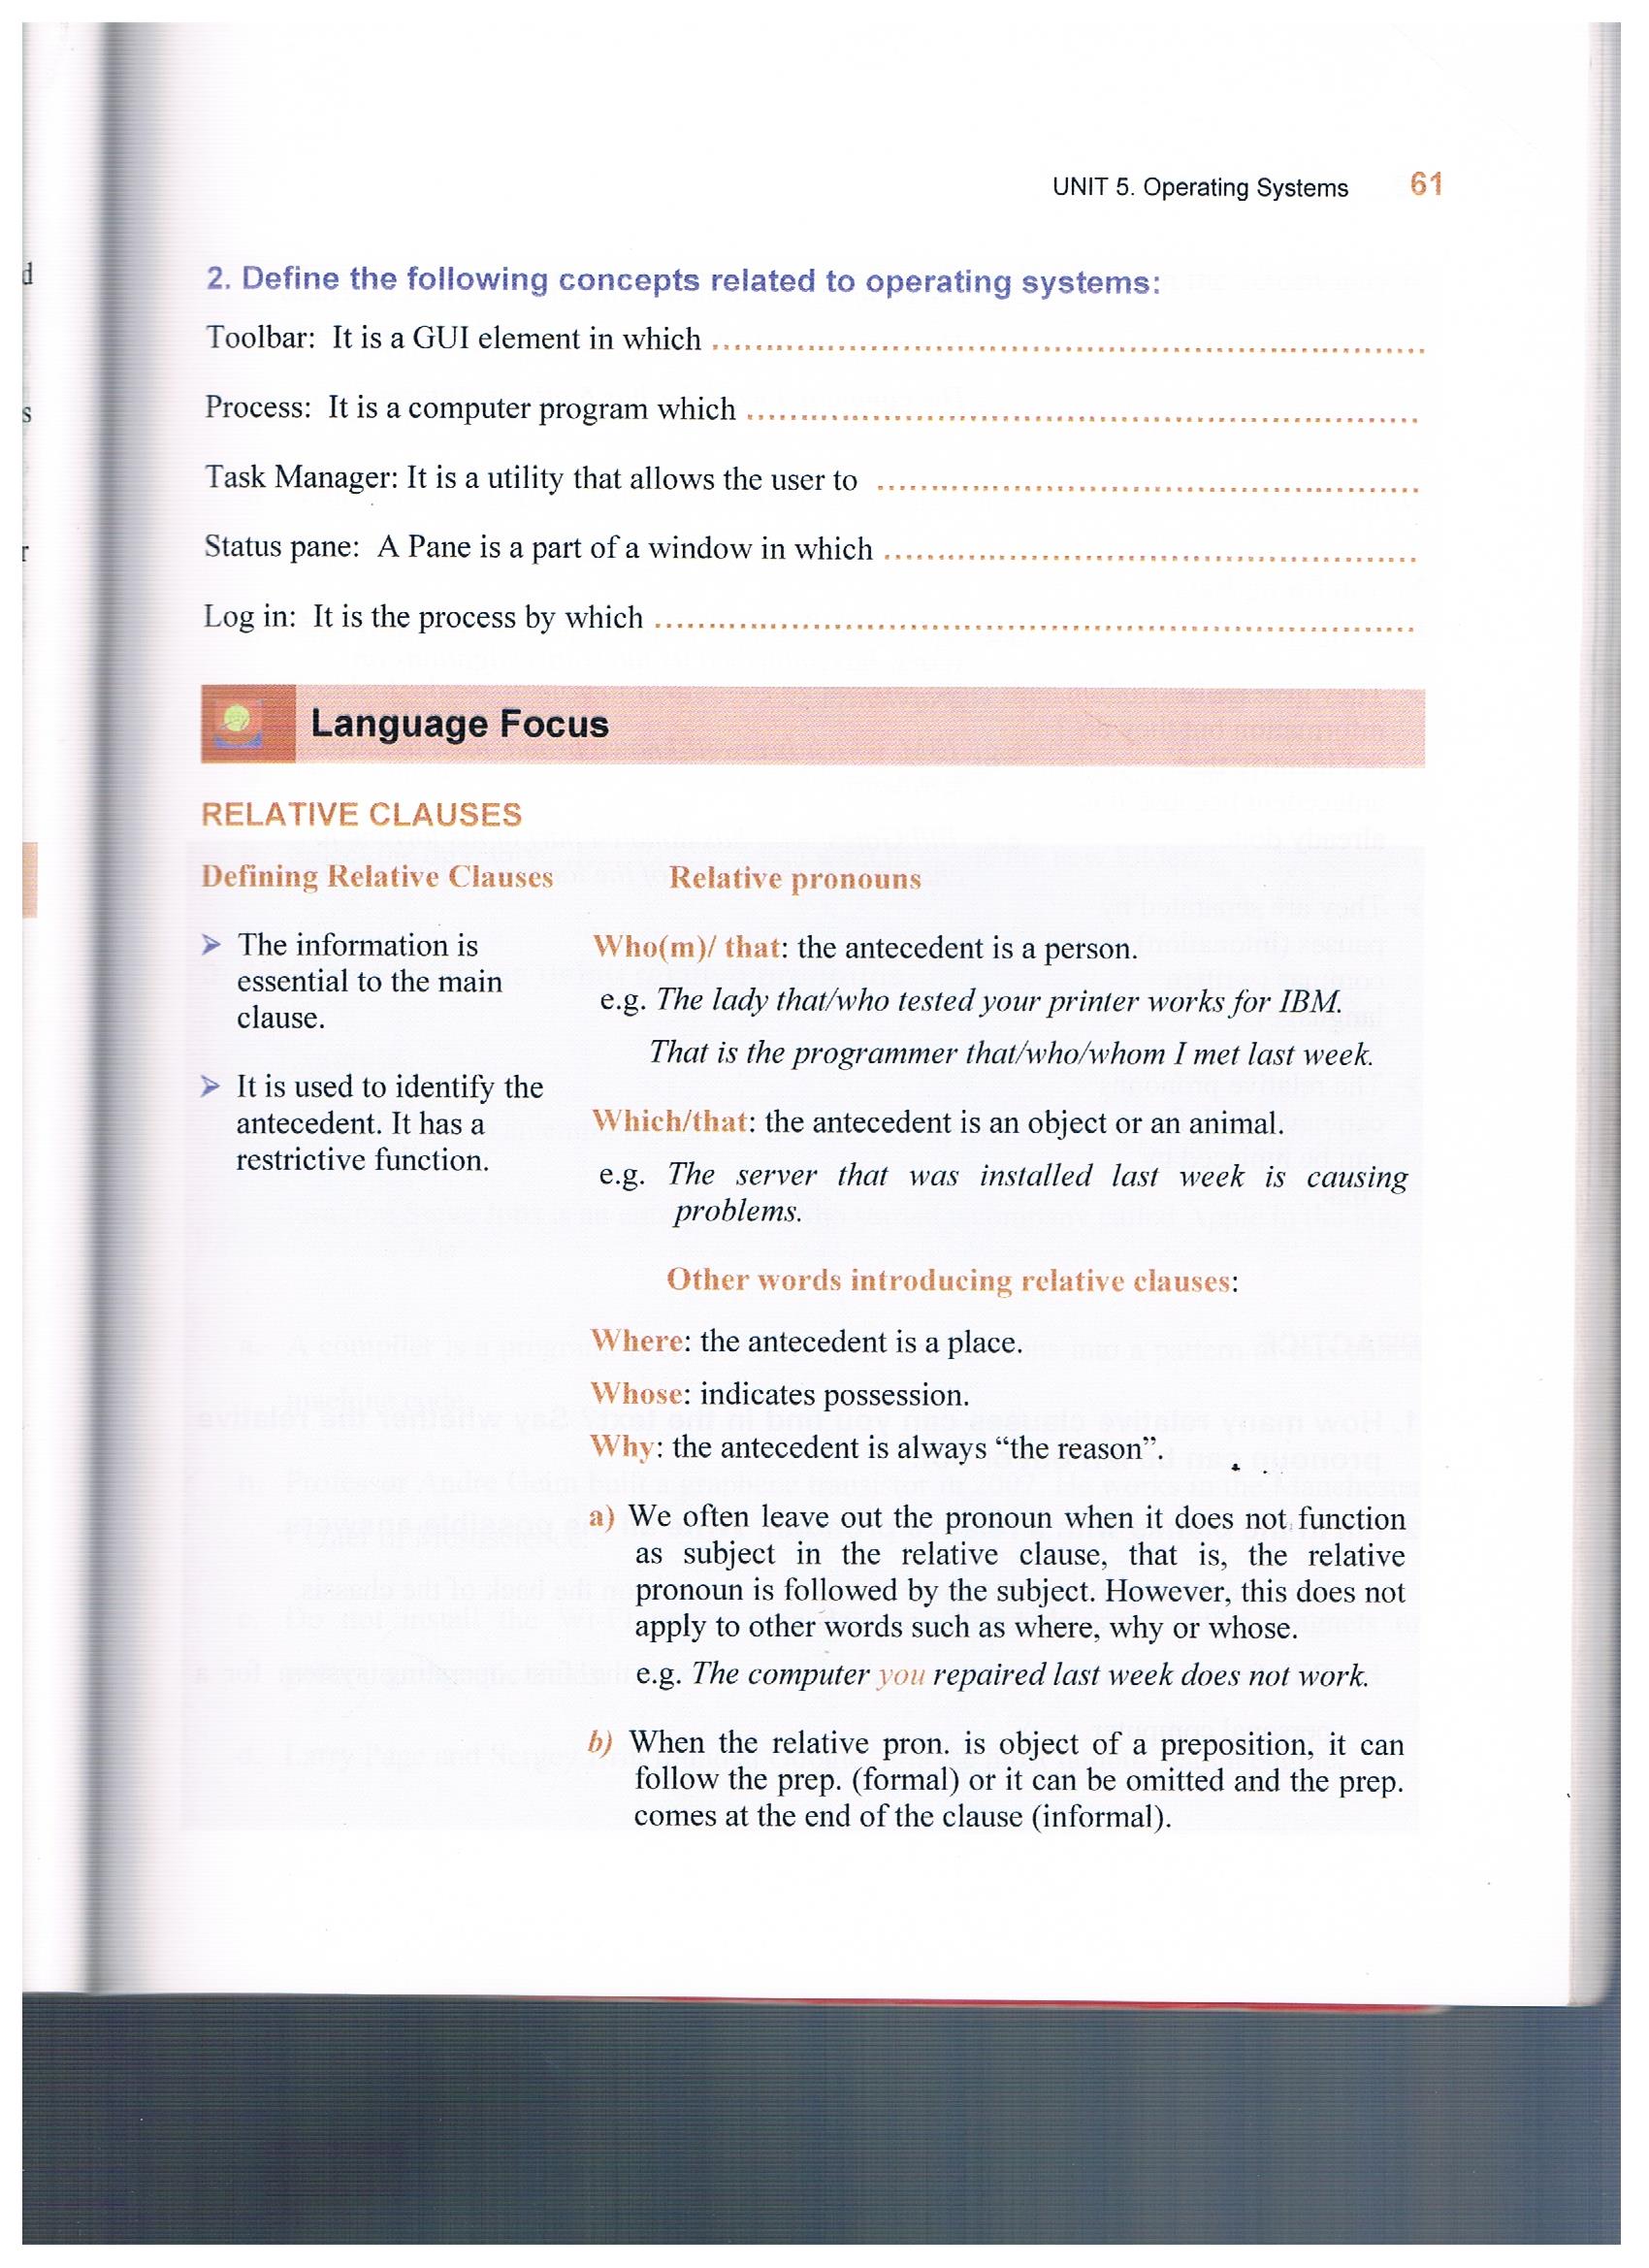 UNIT 5. Operating Systems 61
2. Define the following concepts related to operating systems:
Toolbar: It is a GUI element in which ................................................................................
Process: It is a computer program which ................................................................................
Task Manager: It is a utility that allows the user to ................................................................................
Status pane: A Pane is a part of a window in which ................................................................................
Log in: It is the process by which ................................................................................
Language Focus
RELATIVE CLAUSES
Defining Relative Clauses
➢ The information is
essential to the main
clause.
➢ It is used to identify the
antecedent. It has a
restrictive function.
Relative pronouns
Who(m)/ that: the antecedent is a person.
e.g. The lady that/who tested your printer works for IBM.
That is the programmer that/who/whom I met last week.
Which/that: the antecedent is an object or an animal.
e.g. The server that was installed last week is causing
problems.
Other words introducing relative clauses:
Where: the antecedent is a place.
Whose: indicates possession.
Why: the antecedent is always “the reason”.
a) We often leave out the pronoun when it does not function
as subject in the relative clause, that is, the relative
pronoun is followed by the subject. However, this does not
apply to other words such as where, why or whose.
e.g. The computer you repaired last week does not work.
b) When the relative pron. is object of a preposition, it can
follow the prep. (formal) or it can be omitted and the prep.
comes at the end of the clause (informal).